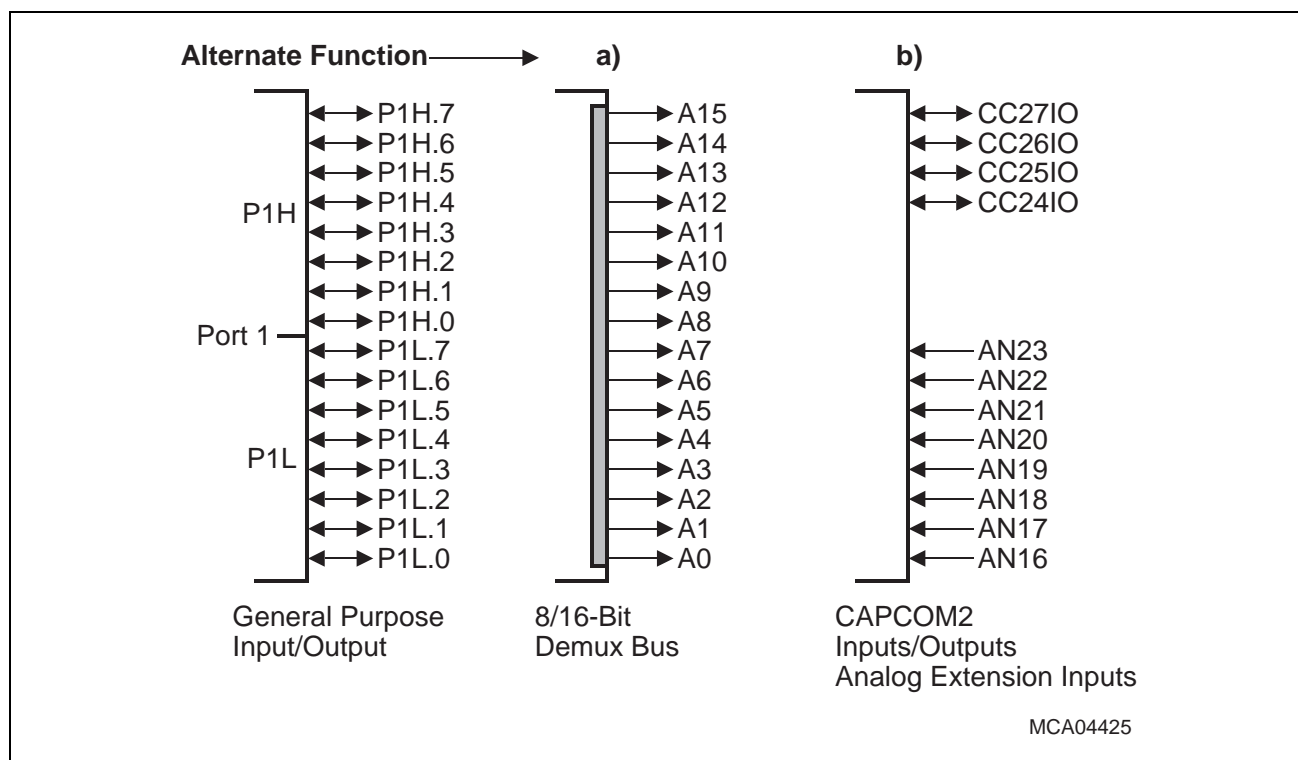 Alternate Function a) b)
P1H.7 A15 CC27IO
P1H.6 A14 CC26IO
P1H.5 A13 CC25IO
P1H.4 A12 CC24IO
P1H
P1H.3 A11
P1H.2 A10
P1H.1 A9
P1H.0 A8
Port 1
P1L.7 A7 AN23
P1L.6 A6 AN22
P1L.5 A5 AN21
P1L.4 A4 AN20
P1L
P1L.3 A3 AN19
P1L.2 A2 AN18
P1L.1 A1 AN17
P1L.0 A0 AN16
General Purpose
Input/Output
8/16-Bit
Demux Bus
CAPCOM2
Inputs/Outputs
Analog Extension Inputs
MCA04425